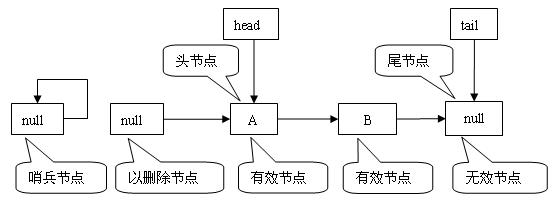 head
tail
头节点
尾节点
null
null
A
B
null
哨兵节点
以删除节点
有效节点
有效节点
无效节点